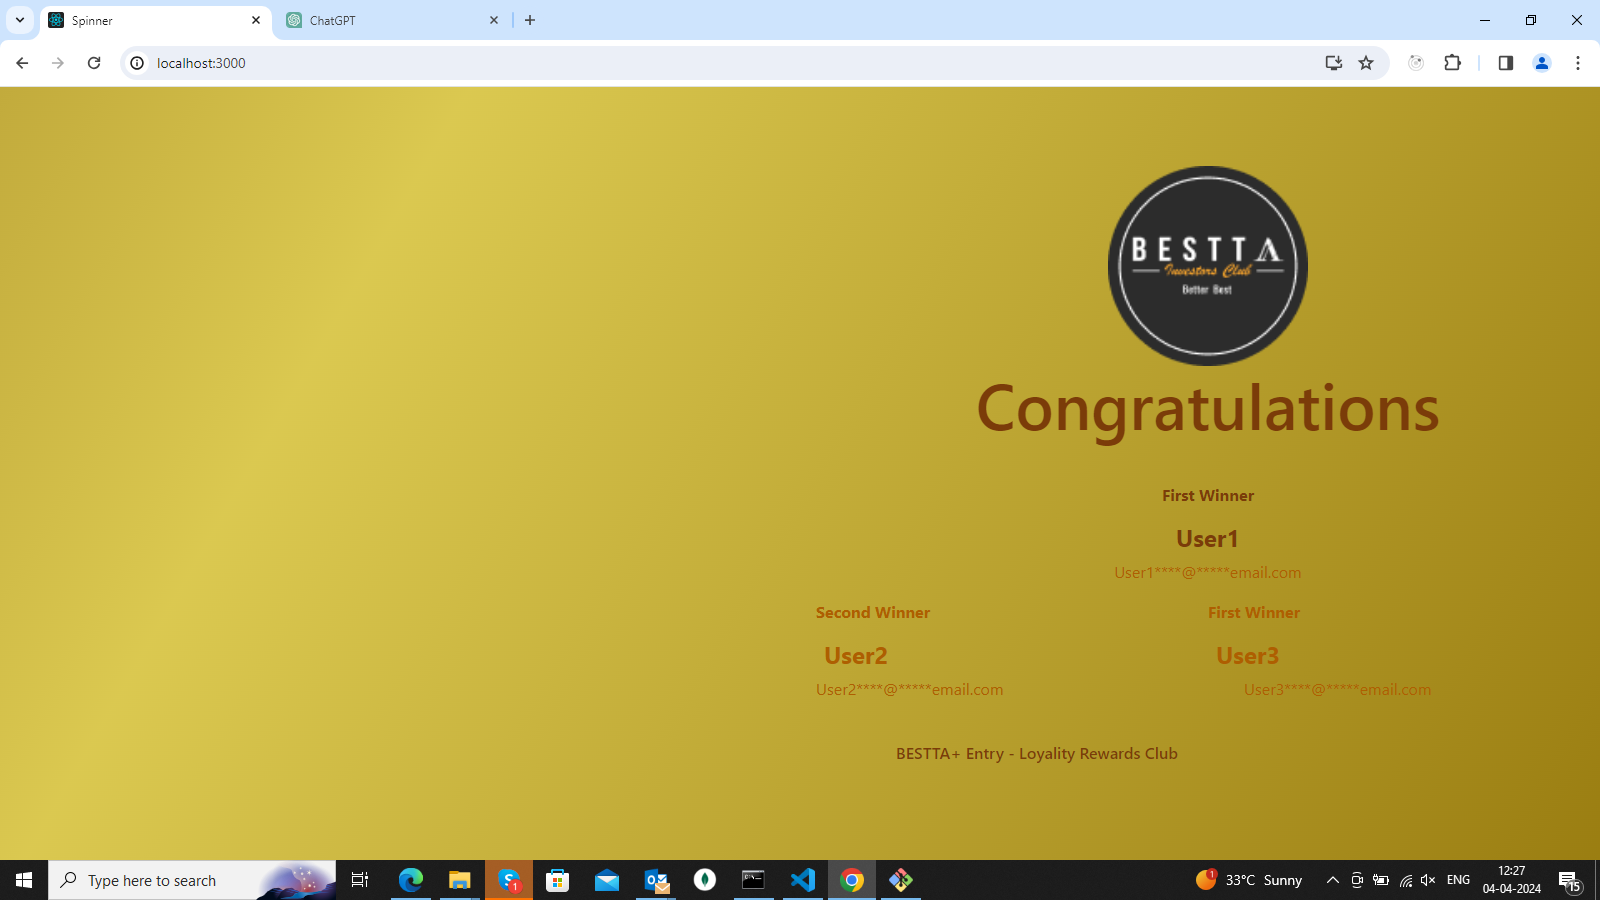 Spinner
ChatGPT
localhost:3000
BESTTA
Investors Club
Better Best
Congratulations
First Winner
User1
User1****@*****email.com
Second Winner First Winner
User2 User3
User2****@*****email.com User3****@*****email.com
BESTTA+ Entry - Loyality Rewards Club
Type here to search
1
1
33°C Sunny
ENG
12:27
04-04-2024
15